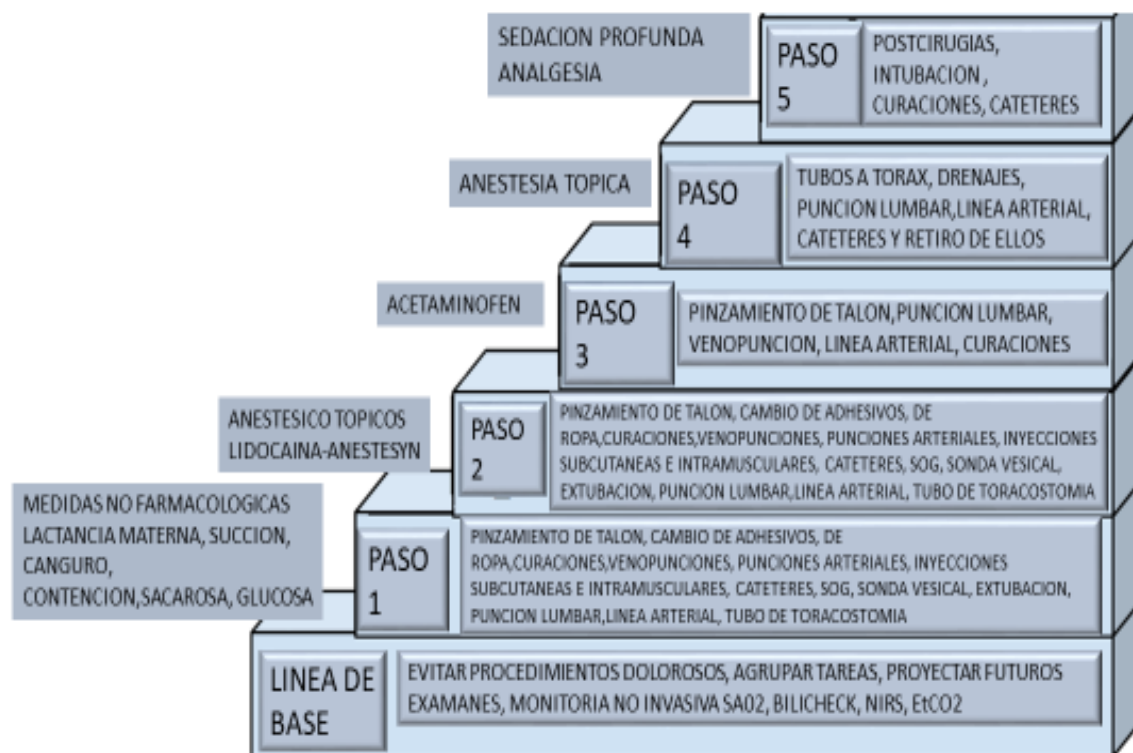 SEDACION PROFUNDA
ANALGESIA
PASO
5
POSTCIRUGIAS,
INTUBACION ,
CURACIONES, CATETERES
ANESTESIA TOPICA
PASO
4
TUBOS A TORAX, DRENAJES,
PUNCION LUMBAR,LINEA ARTERIAL,
CATETERES Y RETIRO DE ELLOS
ACETAMINOFEN
PASO
3
PINZAMIENTO DE TALON,PUNCION LUMBAR,
VENOPUNCION, LINEA ARTERIAL, CURACIONES
ANESTESICO TOPICOS
LIDOCAINA-ANESTESYN
PASO
2
PINZAMIENTO DE TALON, CAMBIO DE ADHESIVOS, DE
ROPA,CURACIONES,VENOPUNCIONES, PUNCIONES ARTERIALES, INYECCIONES
SUBCUTANEAS E INTRAMUSCULARES, CATETERES, SOG, SONDA VESICAL,
EXTUBACION, PUNCION LUMBAR,LINEA ARTERIAL, TUBO DE TORACOSTOMIA
MEDIDAS NO FARMACOLOGICAS
LACTANCIA MATERNA, SUCCION,
CANGURO,
CONTENCION,SACAROSA, GLUCOSA
PASO
1
PINZAMIENTO DE TALON, CAMBIO DE ADHESIVOS, DE
ROPA,CURACIONES,VENOPUNCIONES, PUNCIONES ARTERIALES, INYECCIONES
SUBCUTANEAS E INTRAMUSCULARES, CATETERES, SOG, SONDA VESICAL, EXTUBACION,
PUNCION LUMBAR,LINEA ARTERIAL, TUBO DE TORACOSTOMIA
LINEA DE
BASE
EVITAR PROCEDIMIENTOS DOLOROSOS, AGRUPAR TAREAS, PROYECTAR FUTUROS
EXAMANES, MONITORIA NO INVASIVA SA02, BILICHECK, NIRS, EtCO2